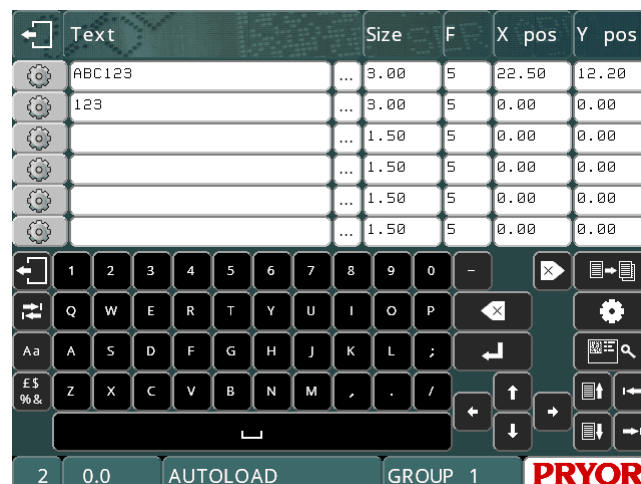 Text Size F X pos Y pos
ABC123 ... 3.00 5 22.50 12.20
123 ... 3.00 5 0.00 0.00
... 1.50 5 0.00 0.00
... 1.50 5 0.00 0.00
... 1.50 5 0.00 0.00
... 1.50 5 0.00 0.00
1 2 3 4 5 6 7 8 9 0 -
Q W E R T Y U I O P
Aa A S D F G H J K L ;
£$
%& Z X C V B N M , . /
2 0.0 AUTOLOAD GROUP 1 PRYOR